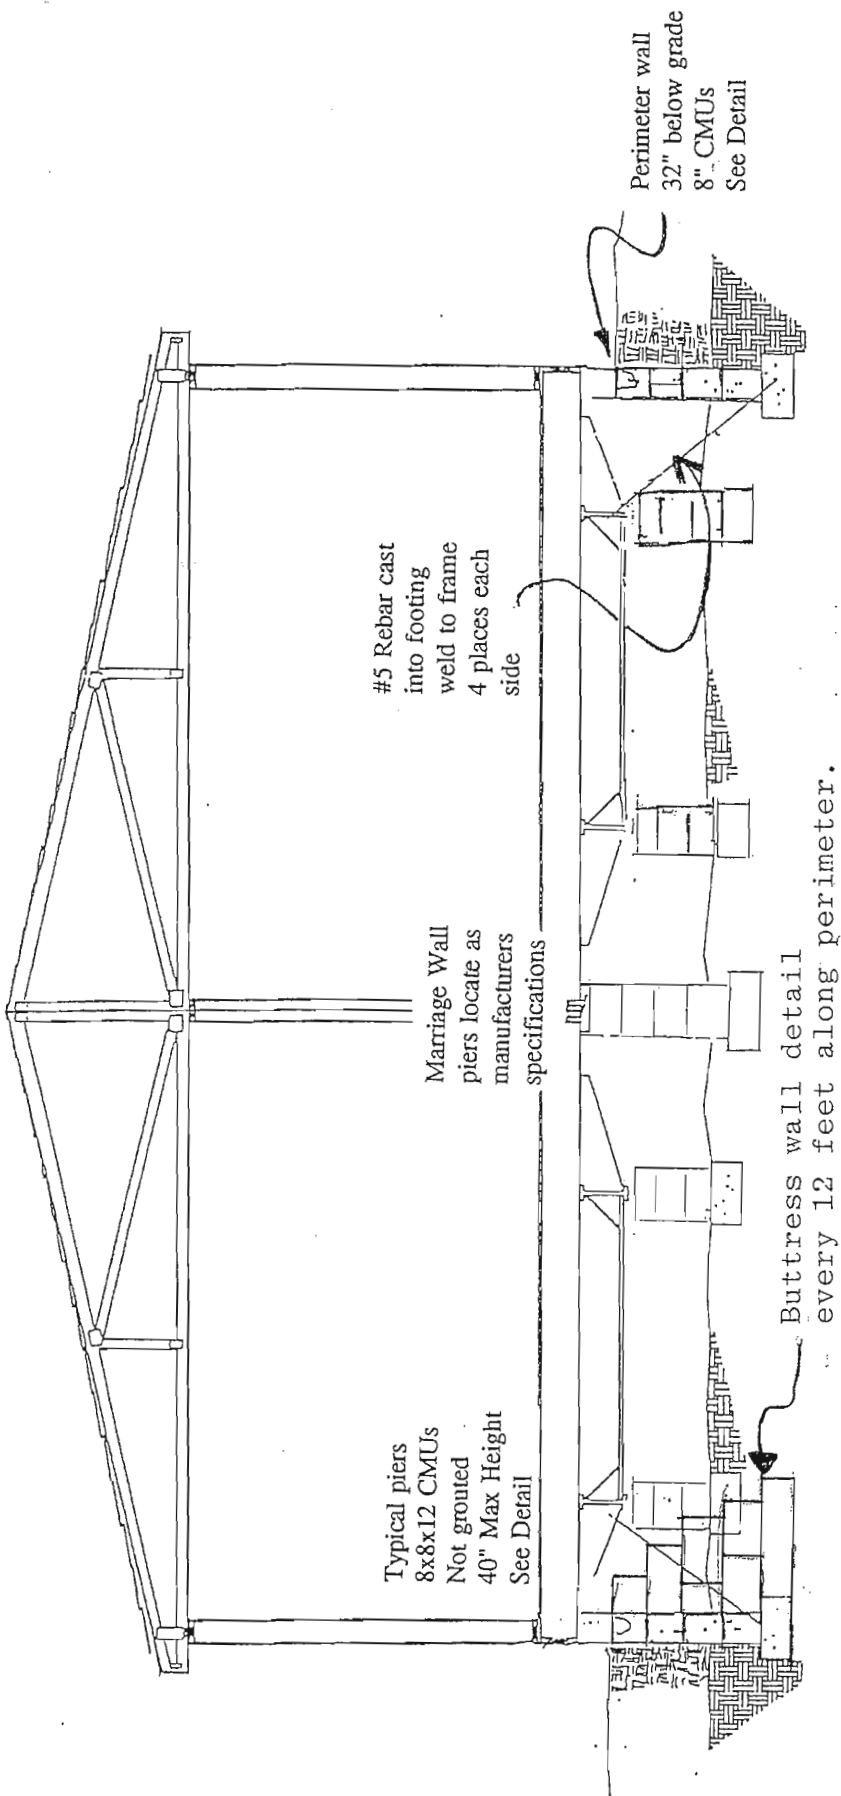 Perimeter wall
32" below grade
8" CMUs
See Detail
#5 Rebar cast
into footing
weld to frame
4 places each
side
Marriage Wall
piers locate as
manufacturers
specifications
Typical piers
8x8x12 CMUs
Not grouted
40" Max Height
See Detail
Buttress wall detail
every 12 feet along perimeter.